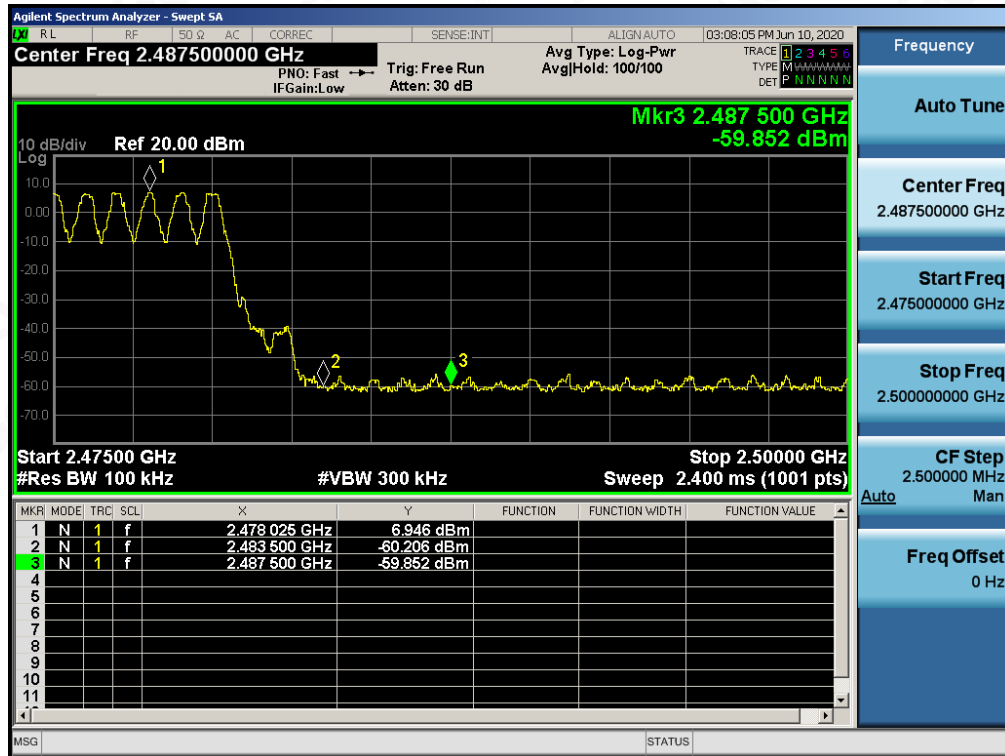 Agilent Spectrum Analyzer - Swept SA
LXI RL RF 50 Ω AC CORREC SENSE:INT ALIGN AUTO 03:08:05 PM Jun 10, 2020
Center Freq 2.487500000 GHz
PNO: Fast
IFGain:Low
Trig: Free Run
Atten: 30 dB
Avg Type: Log-Pwr
Avg|Hold: 100/100
TRACE 1 2 3 4 5 6
TYPE M WWWWW
DET P N N N N N
Mkr3 2.487 500 GHz
-59.852 dBm
10 dB/div Ref 20.00 dBm
Log
10.0
0.00
-10.0
-20.0
-30.0
-40.0
-50.0
-60.0
-70.0
1
2
3
Start 2.47500 GHz Stop 2.50000 GHz
#Res BW 100 kHz #VBW 300 kHz Sweep 2.400 ms (1001 pts)
MKR MODE TRC SCL X Y FUNCTION FUNCTION WIDTH FUNCTION VALUE
1 N 1 f 2.478 025 GHz 6.946 dBm
2 N 1 f 2.483 500 GHz -60.206 dBm
3 N 1 f 2.487 500 GHz -59.852 dBm
4
5
6
7
8
9
10
11
MSG STATUS
Frequency
Auto Tune
Center Freq
2.487500000 GHz
Start Freq
2.475000000 GHz
Stop Freq
2.500000000 GHz
CF Step
2.500000 MHz
Auto Man
Freq Offset
0 Hz